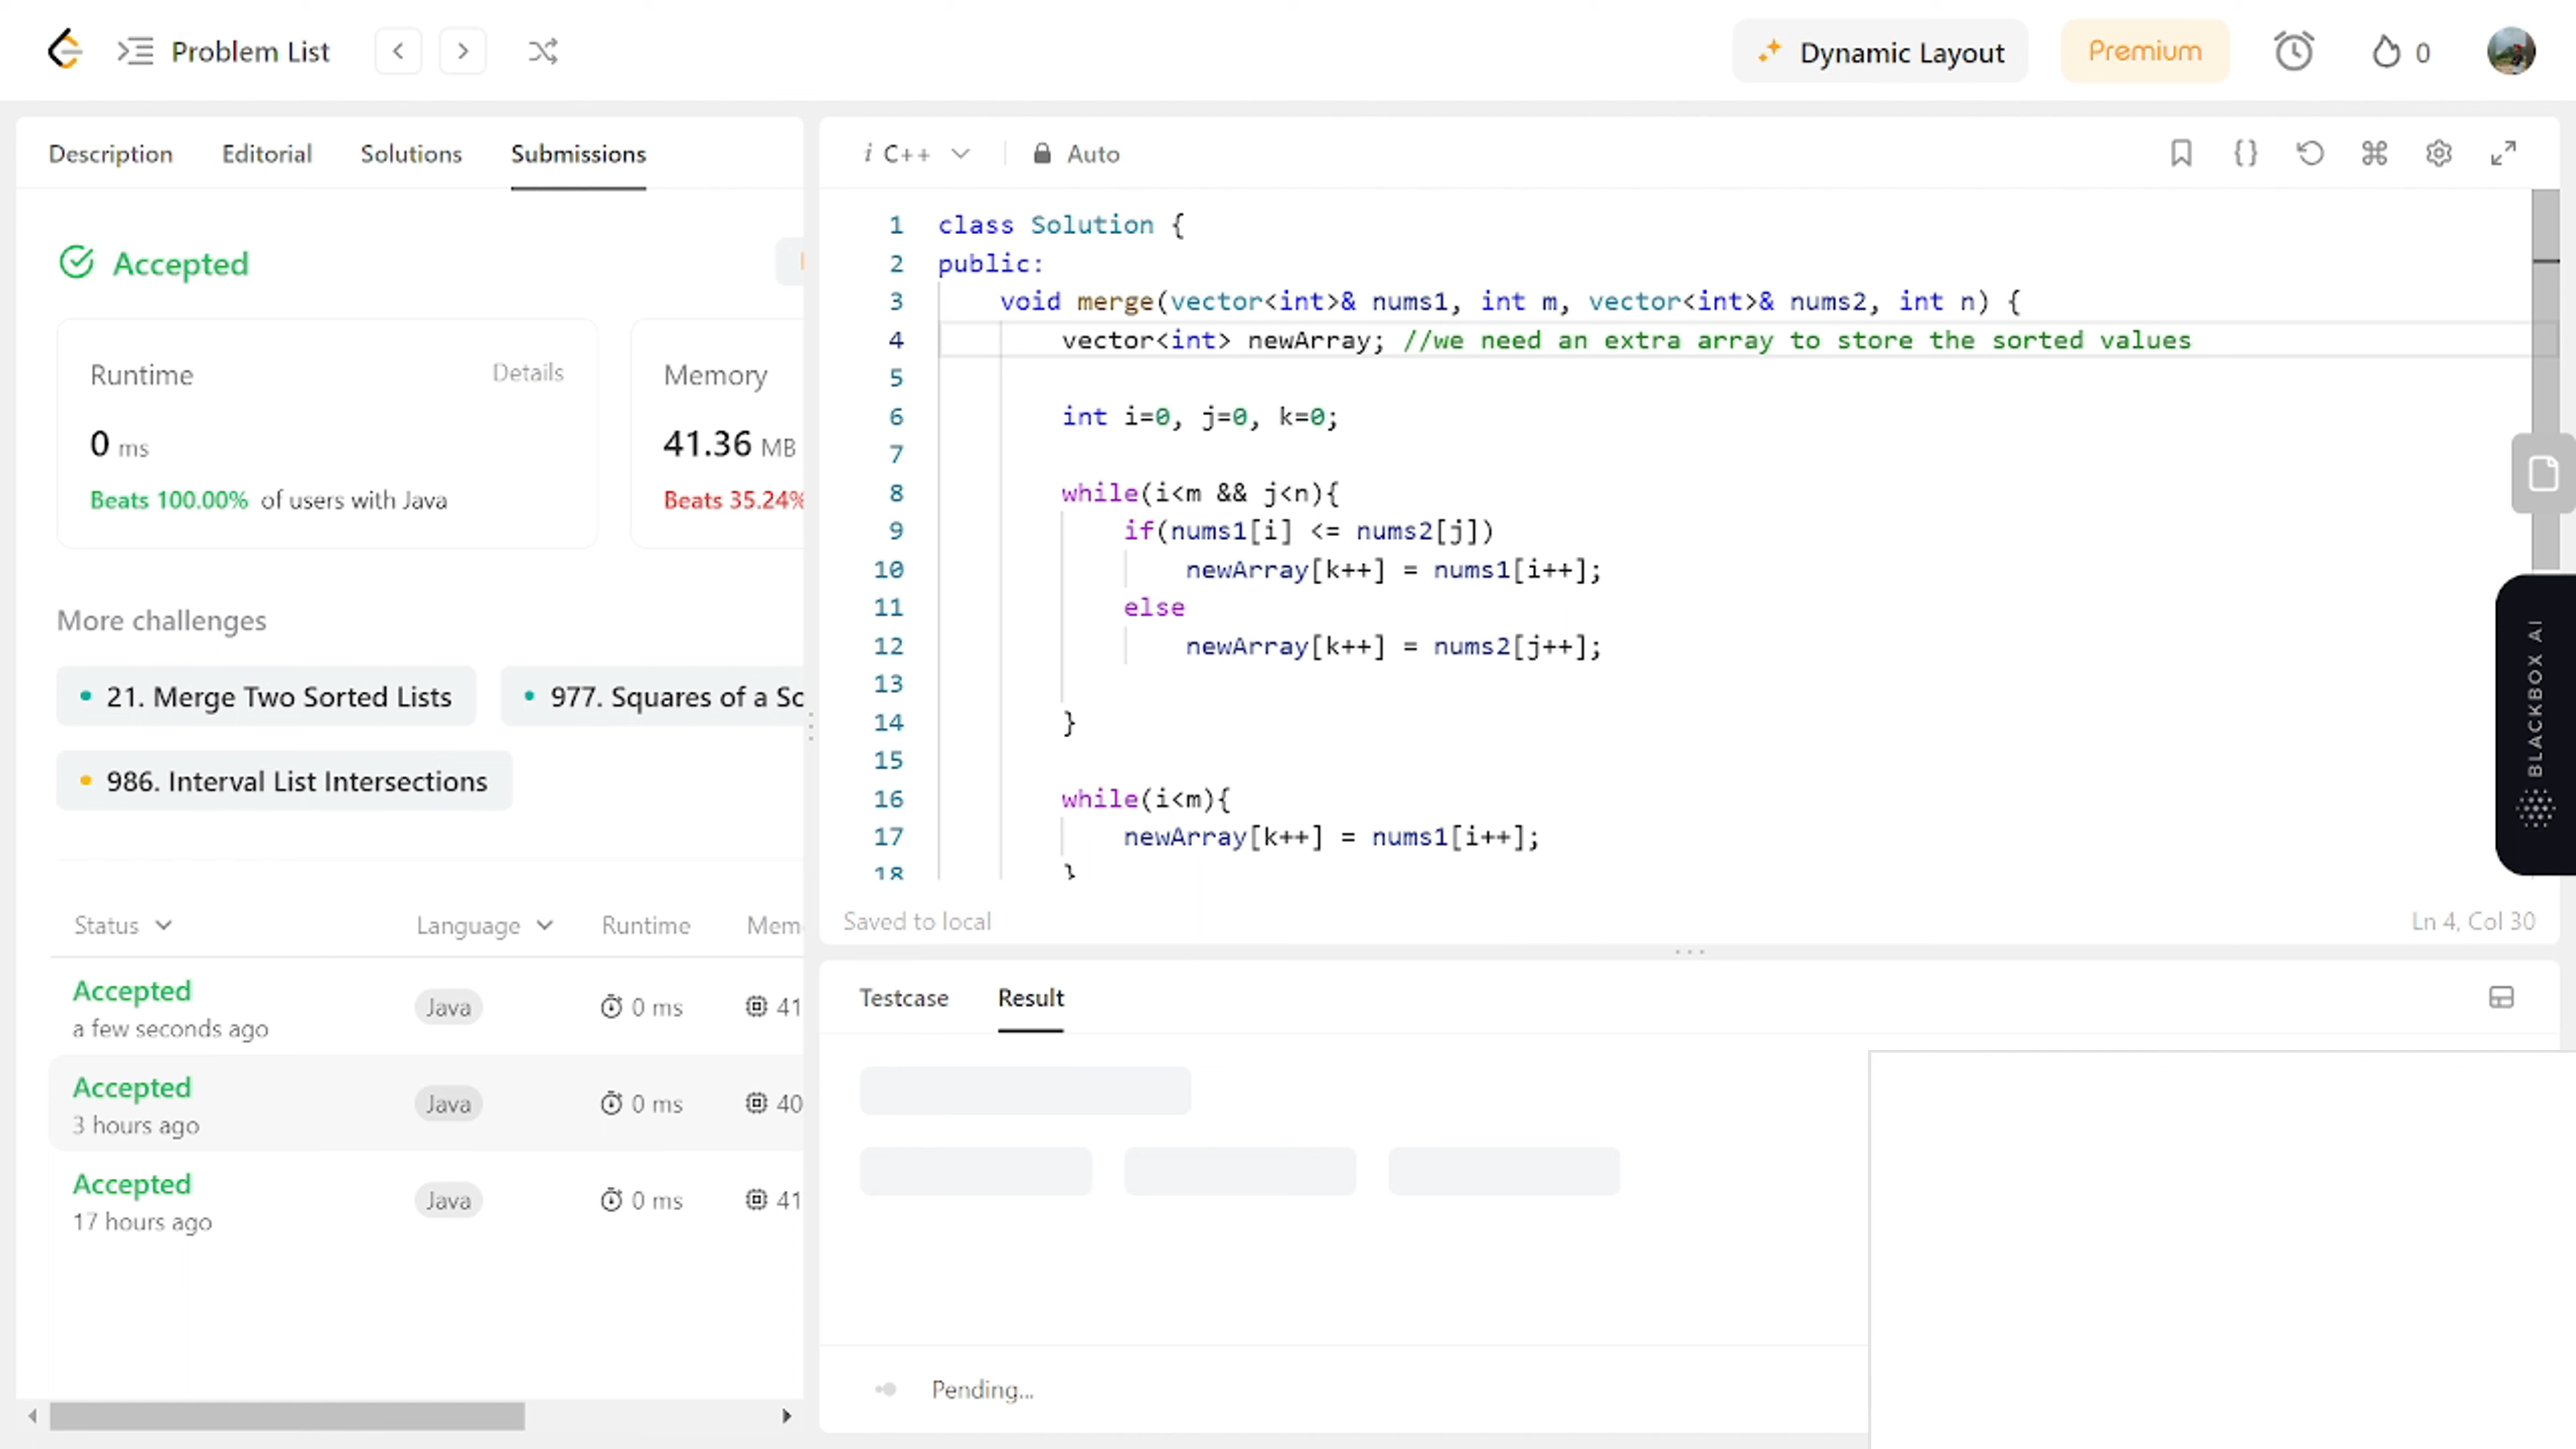 Problem List
Dynamic Layout
Premium
0
Description
Editorial
Solutions
Submissions
Accepted
Runtime
Details
0 ms
Beats 100.00% of users with Java
Memory
41.36 MB
Beats 35.24%
More challenges
21. Merge Two Sorted Lists
977. Squares of a So
986. Interval List Intersections
Status
Language
Runtime
Mem
Accepted
a few seconds ago
Java
0 ms
41
Accepted
3 hours ago
Java
0 ms
40
Accepted
17 hours ago
Java
0 ms
41
i C++
Auto
1 class Solution {
2 public:
3 void merge(vector<int>& nums1, int m, vector<int>& nums2, int n) {
4 vector<int> newArray; //we need an extra array to store the sorted values
5
6 int i=0, j=0, k=0;
7
8 while(i<m && j<n){
9 if(nums1[i] <= nums2[j])
10 newArray[k++] = nums1[i++];
11 else
12 newArray[k++] = nums2[j++];
13
14 }
15
16 while(i<m){
17 newArray[k++] = nums1[i++];
18 }
Saved to local
Ln 4, Col 30
BLACKBOX AI
Testcase
Result
Pending...